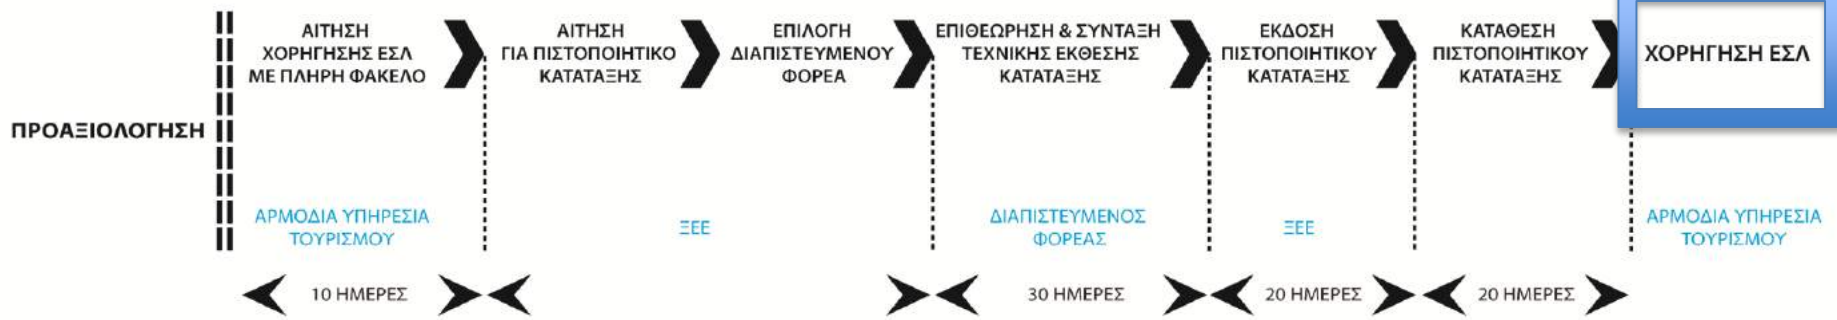 ΠΡΟΑΞΙΟΛΟΓΗΣΗ
ΑΙΤΗΣΗ
ΧΟΡΗΓΗΣΗΣ ΕΣΛ
ΜΕ ΠΛΗΡΗ ΦΑΚΕΛΟ
ΑΙΤΗΣΗ
ΓΙΑ ΠΙΣΤΟΠΟΙΗΤΙΚΟ
ΚΑΤΑΤΑΞΗΣ
ΕΠΙΛΟΓΗ
ΔΙΑΠΙΣΤΕΥΜΕΝΟΥ
ΦΟΡΕΑ
ΕΠΙΘΕΩΡΗΣΗ & ΣΥΝΤΑΞΗ
ΤΕΧΝΙΚΗΣ ΕΚΘΕΣΗΣ
ΚΑΤΑΤΑΞΗΣ
ΕΚΔΟΣΗ
ΠΙΣΤΟΠΟΙΗΤΙΚΟΥ
ΚΑΤΑΤΑΞΗΣ
ΚΑΤΑΘΕΣΗ
ΠΙΣΤΟΠΟΙΗΤΙΚΟΥ
ΚΑΤΑΤΑΞΗΣ
ΧΟΡΗΓΗΣΗ ΕΣΛ
ΑΡΜΟΔΙΑ ΥΠΗΡΕΣΙΑ
ΤΟΥΡΙΣΜΟΥ
ΞΕΕ
ΔΙΑΠΙΣΤΕΥΜΕΝΟΣ
ΦΟΡΕΑΣ
ΞΕΕ
ΑΡΜΟΔΙΑ ΥΠΗΡΕΣΙΑ
ΤΟΥΡΙΣΜΟΥ
10 ΗΜΕΡΕΣ
30 ΗΜΕΡΕΣ
20 ΗΜΕΡΕΣ
20 ΗΜΕΡΕΣ